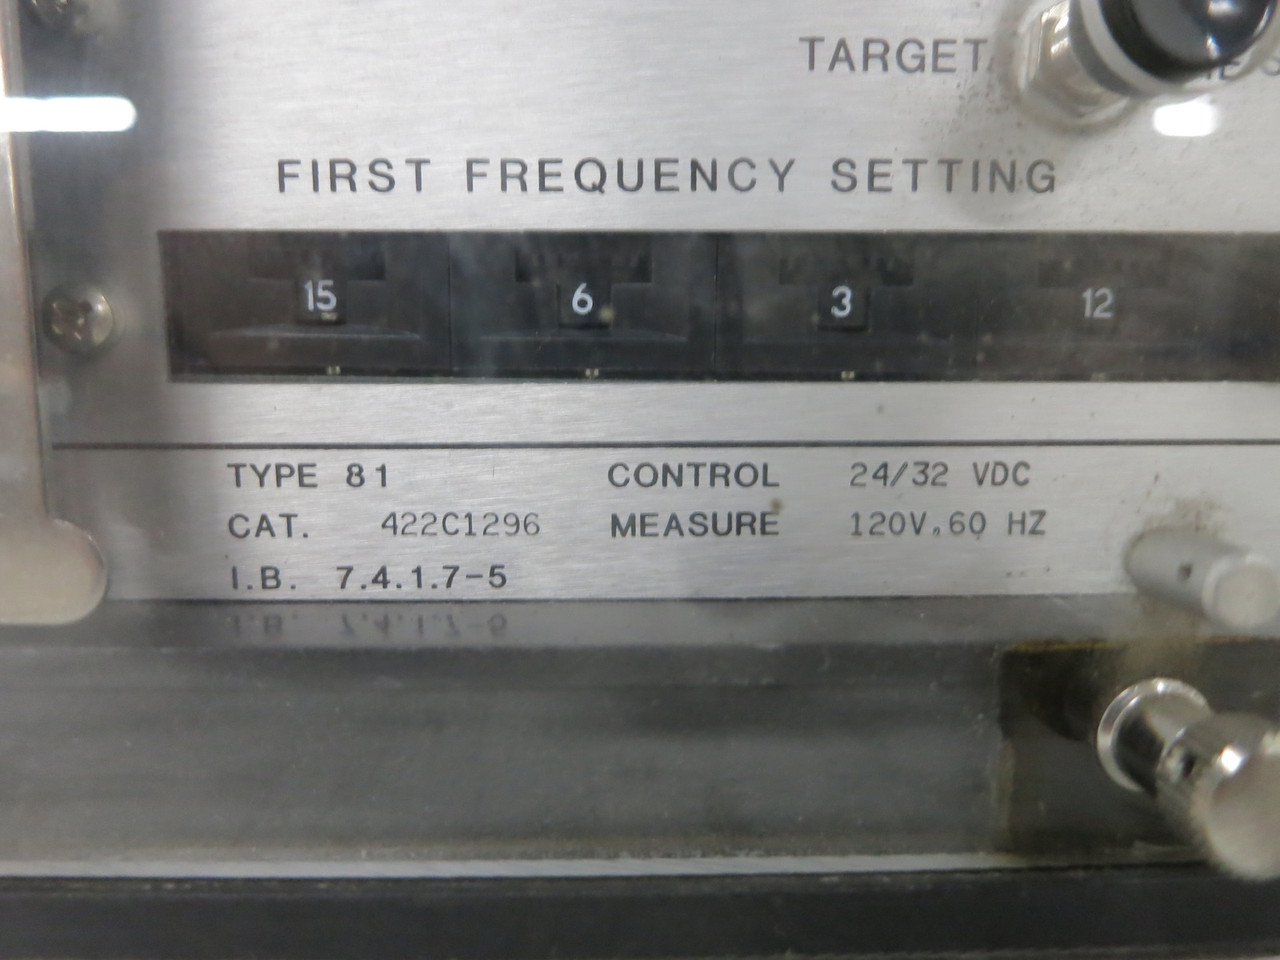 TARGET
FIRST FREQUENCY SETTING
15 6 3 12
TYPE 81 CONTROL 24/32 VDC
CAT. 422C1296 MEASURE 120V,60 HZ
I.B. 7.4.1.7-5